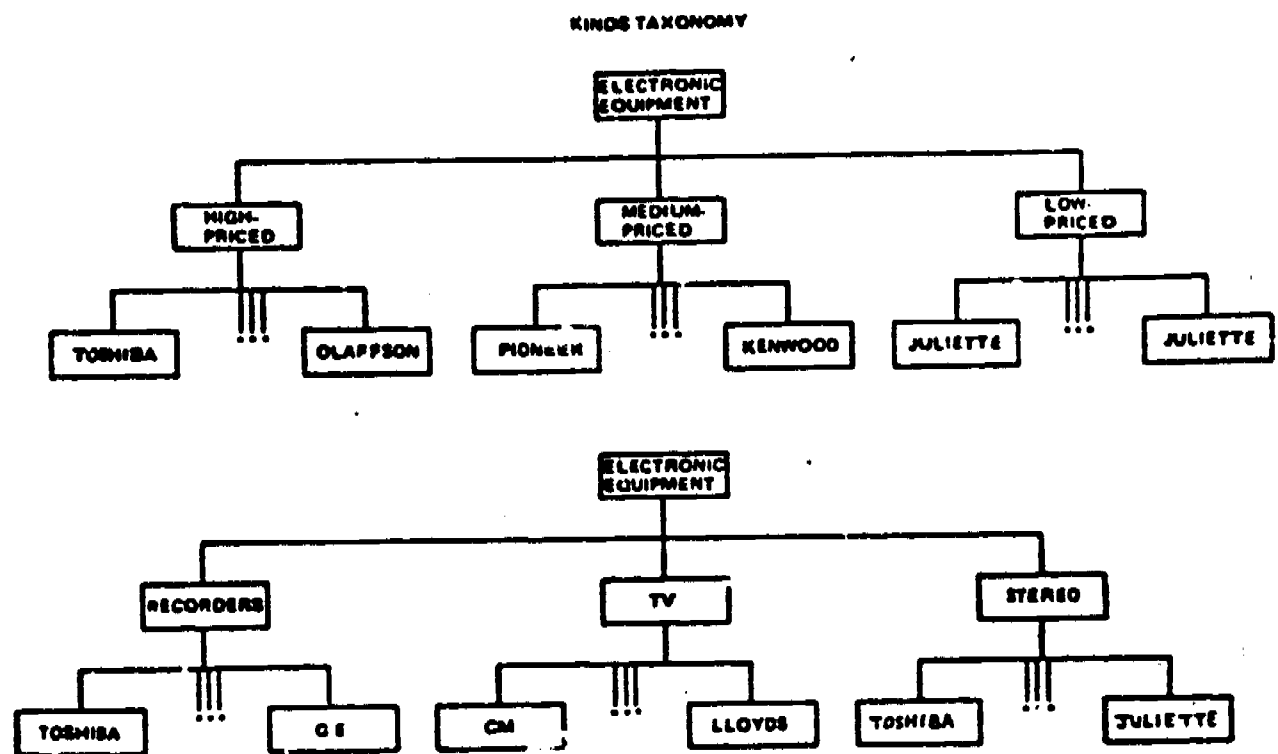 KINDS TAXONOMY
ELECTRONIC
EQUIPMENT
HIGH-
PRICED
MEDIUM-
PRICED
LOW-
PRICED
TOSHIBA
OLAFFSON
PIONEER
KENWOOD
JULIETTE
JULIETTE
ELECTRONIC
EQUIPMENT
RECORDERS
TV
STEREO
TOSHIBA
GE
GM
LLOYDS
TOSHIBA
JULIETTE